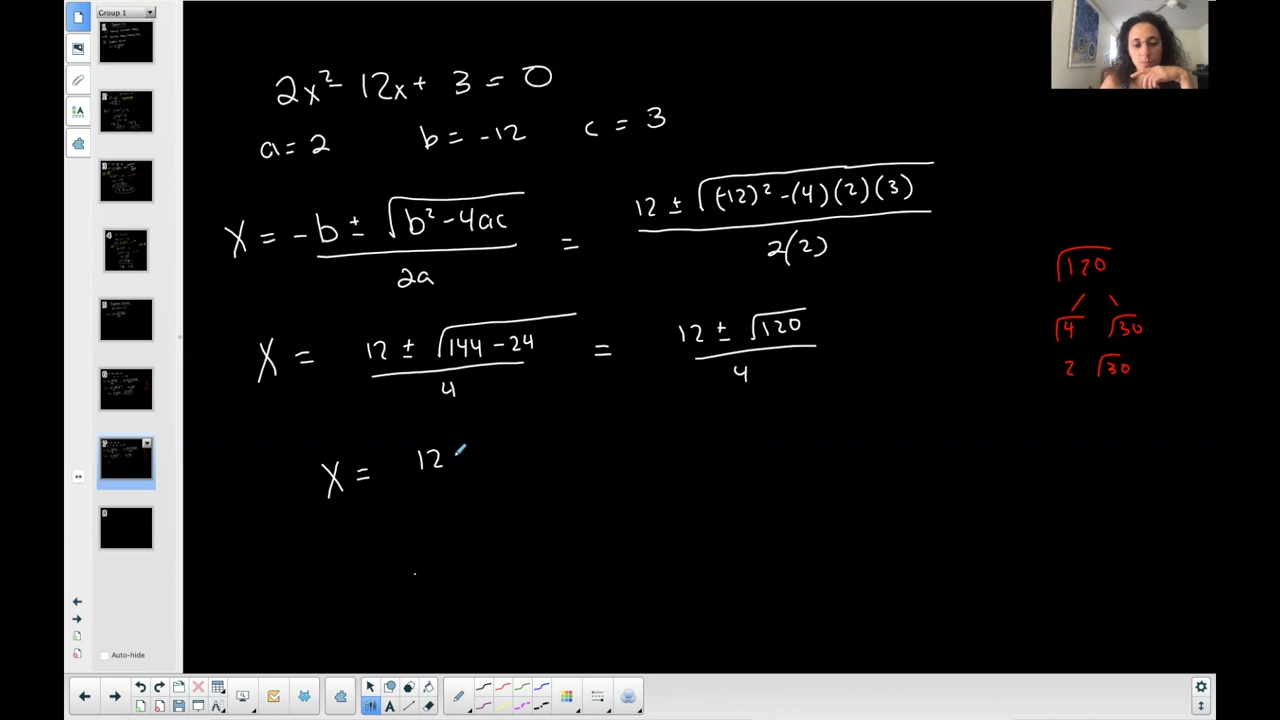 Group 1
2x² - 12x + 3 = 0
a = 2 b = -12 c = 3
X = -b ± √(b² - 4ac) / 2a = 12 ± √((-12)² - (4)(2)(3)) / 2(2)
√120
√4 √30
2 √30
X = 12 ± √(144 - 24) / 4 = 12 ± √120 / 4
X = 12
Auto-hide